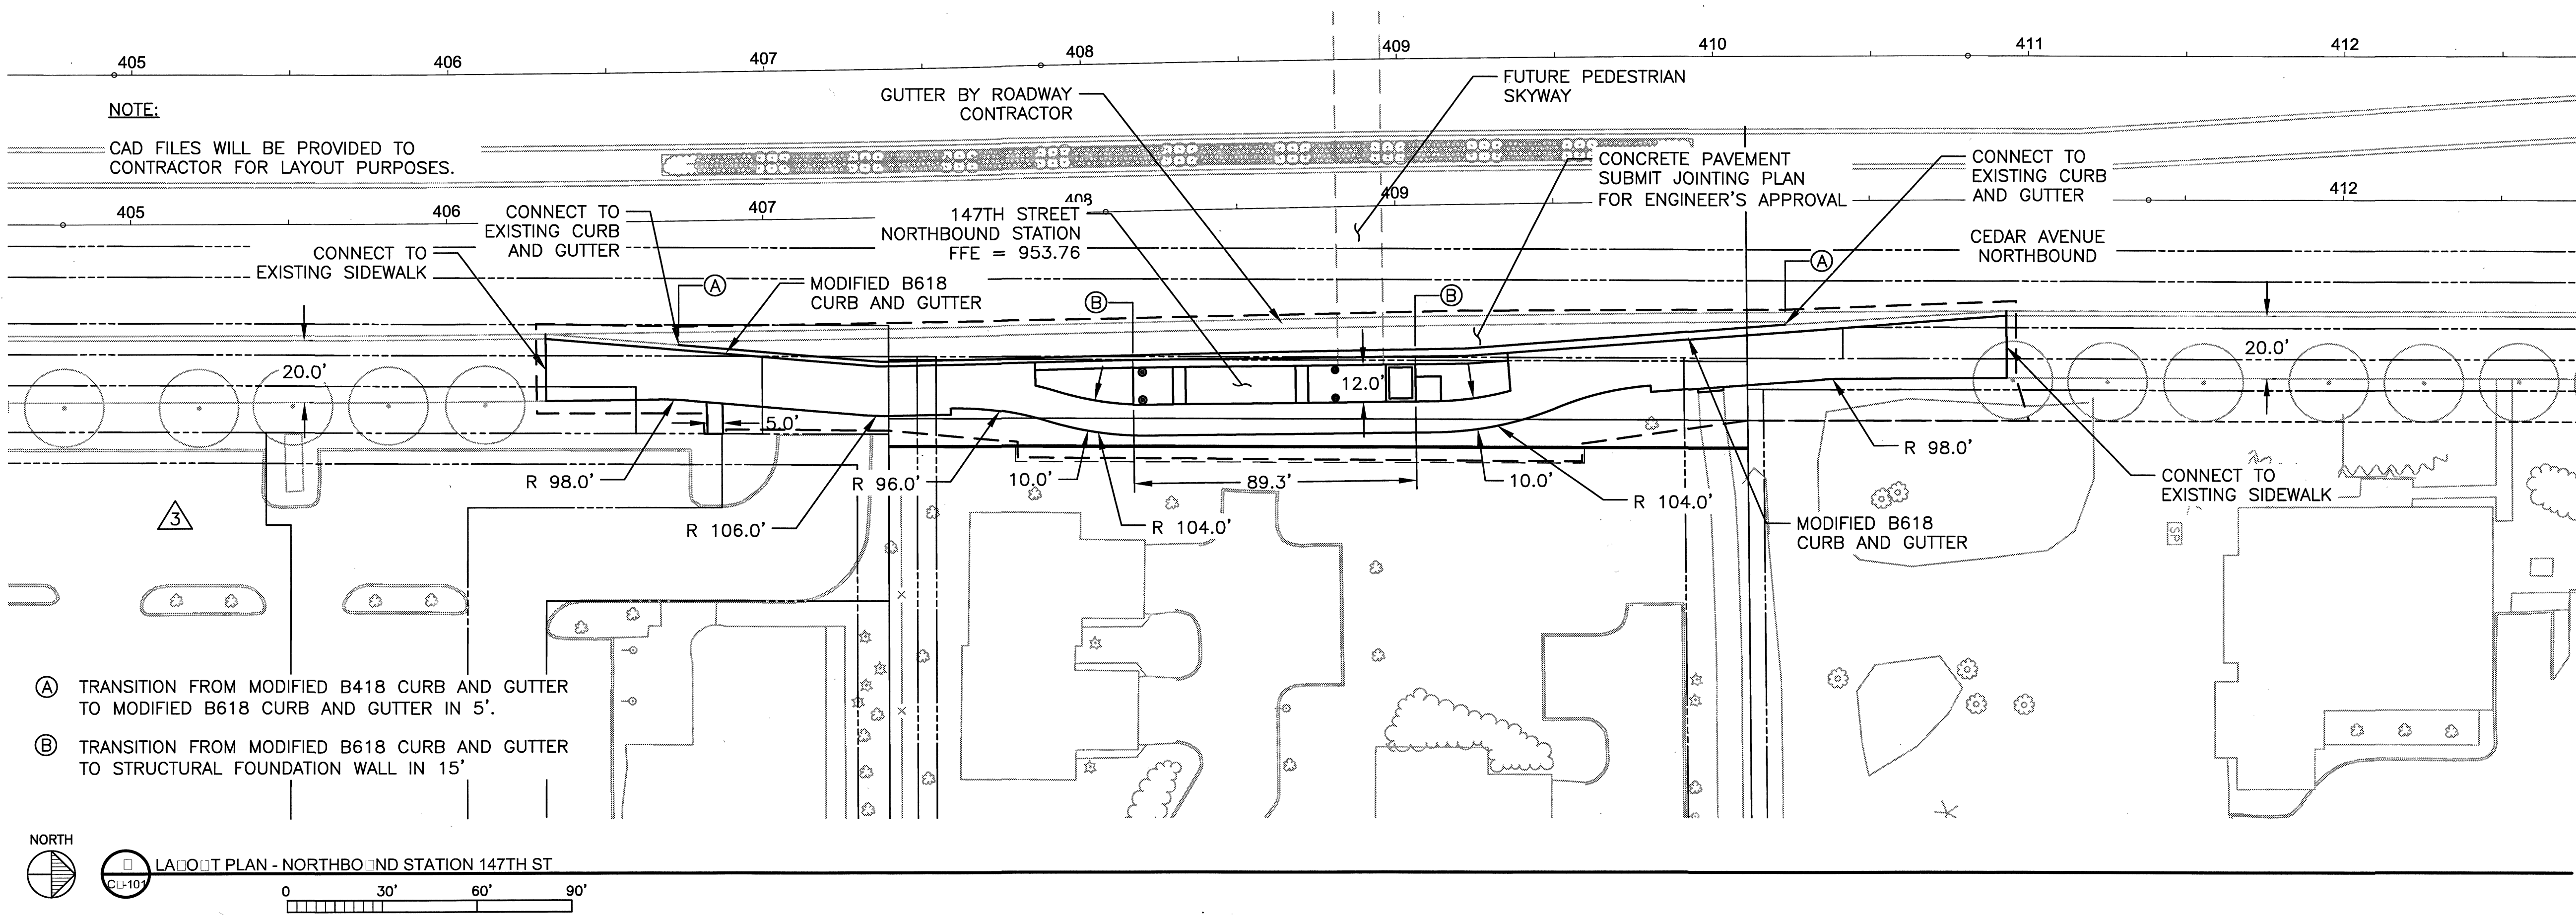 405
406
407
408
409
410
411
412
NOTE:
CAD FILES WILL BE PROVIDED TO
CONTRACTOR FOR LAYOUT PURPOSES.
GUTTER BY ROADWAY
CONTRACTOR
FUTURE PEDESTRIAN
SKYWAY
CONCRETE PAVEMENT
SUBMIT JOINTING PLAN
FOR ENGINEER'S APPROVAL
CONNECT TO
EXISTING CURB
AND GUTTER
405
406
407
408
409
412
CONNECT TO
EXISTING CURB
AND GUTTER
147TH STREET
NORTHBOUND STATION
FFE = 953.76
CEDAR AVENUE
NORTHBOUND
CONNECT TO
EXISTING SIDEWALK
MODIFIED B618
CURB AND GUTTER
A
B
B
A
20.0'
12.0'
20.0'
5.0'
R 98.0'
R 106.0'
R 96.0'
10.0'
R 104.0'
89.3'
10.0'
R 104.0'
R 98.0'
CONNECT TO
EXISTING SIDEWALK
MODIFIED B618
CURB AND GUTTER
SP
3
A TRANSITION FROM MODIFIED B418 CURB AND GUTTER
TO MODIFIED B618 CURB AND GUTTER IN 5'.
B TRANSITION FROM MODIFIED B618 CURB AND GUTTER
TO STRUCTURAL FOUNDATION WALL IN 15'
NORTH
LA□O□T PLAN - NORTHBO□ND STATION 147TH ST
C□-101
0 30' 60' 90'